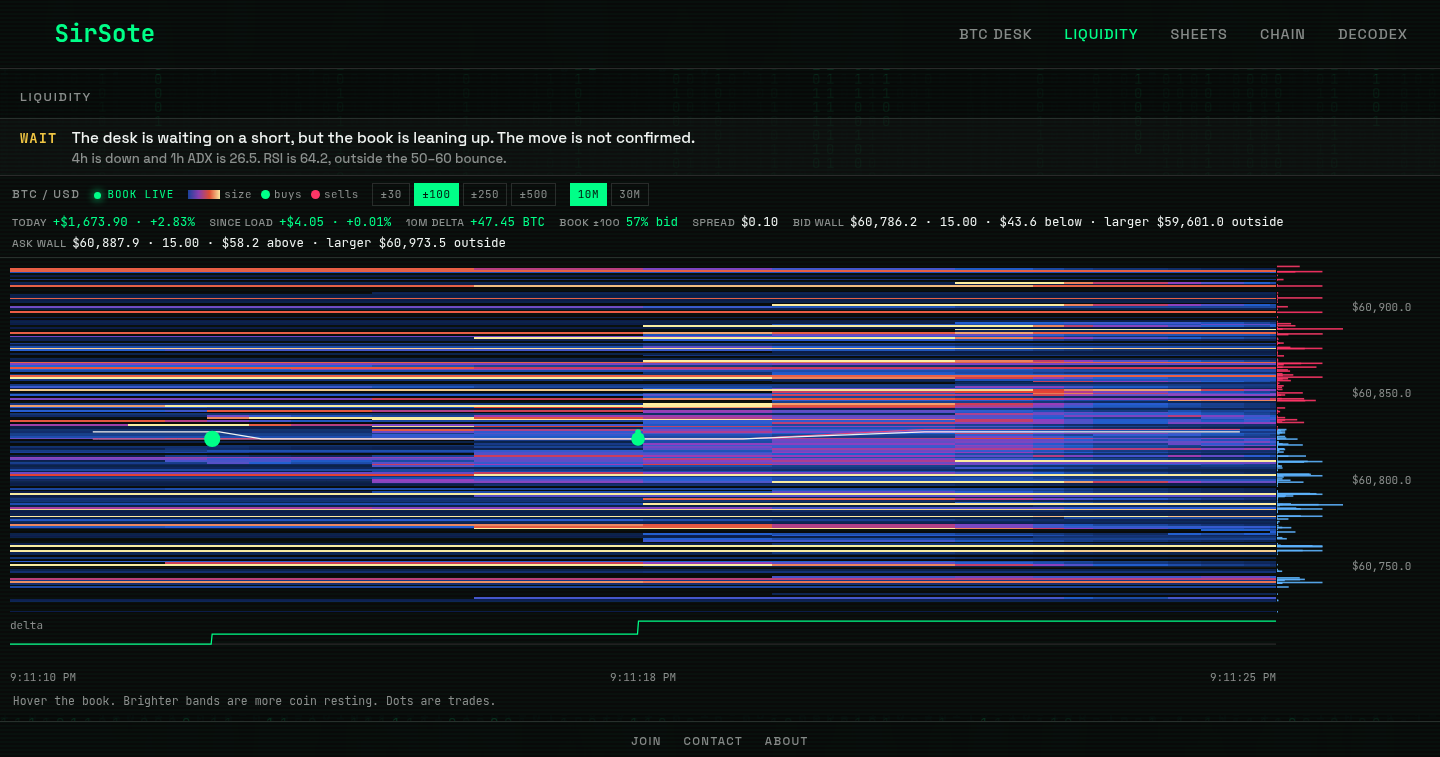 SirSote
BTC DESK LIQUIDITY SHEETS CHAIN DECODEX
LIQUIDITY
WAIT The desk is waiting on a short, but the book is leaning up. The move is not confirmed.
4h is down and 1h ADX is 26.5. RSI is 64.2, outside the 50–60 bounce.
BTC / USD BOOK LIVE size buys sells ±30 ±100 ±250 ±500 10M 30M
TODAY +$1,673.90 · +2.83% SINCE LOAD +$4.05 · +0.01% 10M DELTA +47.45 BTC BOOK ±100 57% bid SPREAD $0.10 BID WALL $60,786.2 · 15.00 · $43.6 below · larger $59,601.0 outside
ASK WALL $60,887.9 · 15.00 · $58.2 above · larger $60,973.5 outside
$60,900.0
$60,850.0
$60,800.0
$60,750.0
delta
9:11:10 PM 9:11:18 PM 9:11:25 PM
Hover the book. Brighter bands are more coin resting. Dots are trades.
JOIN CONTACT ABOUT